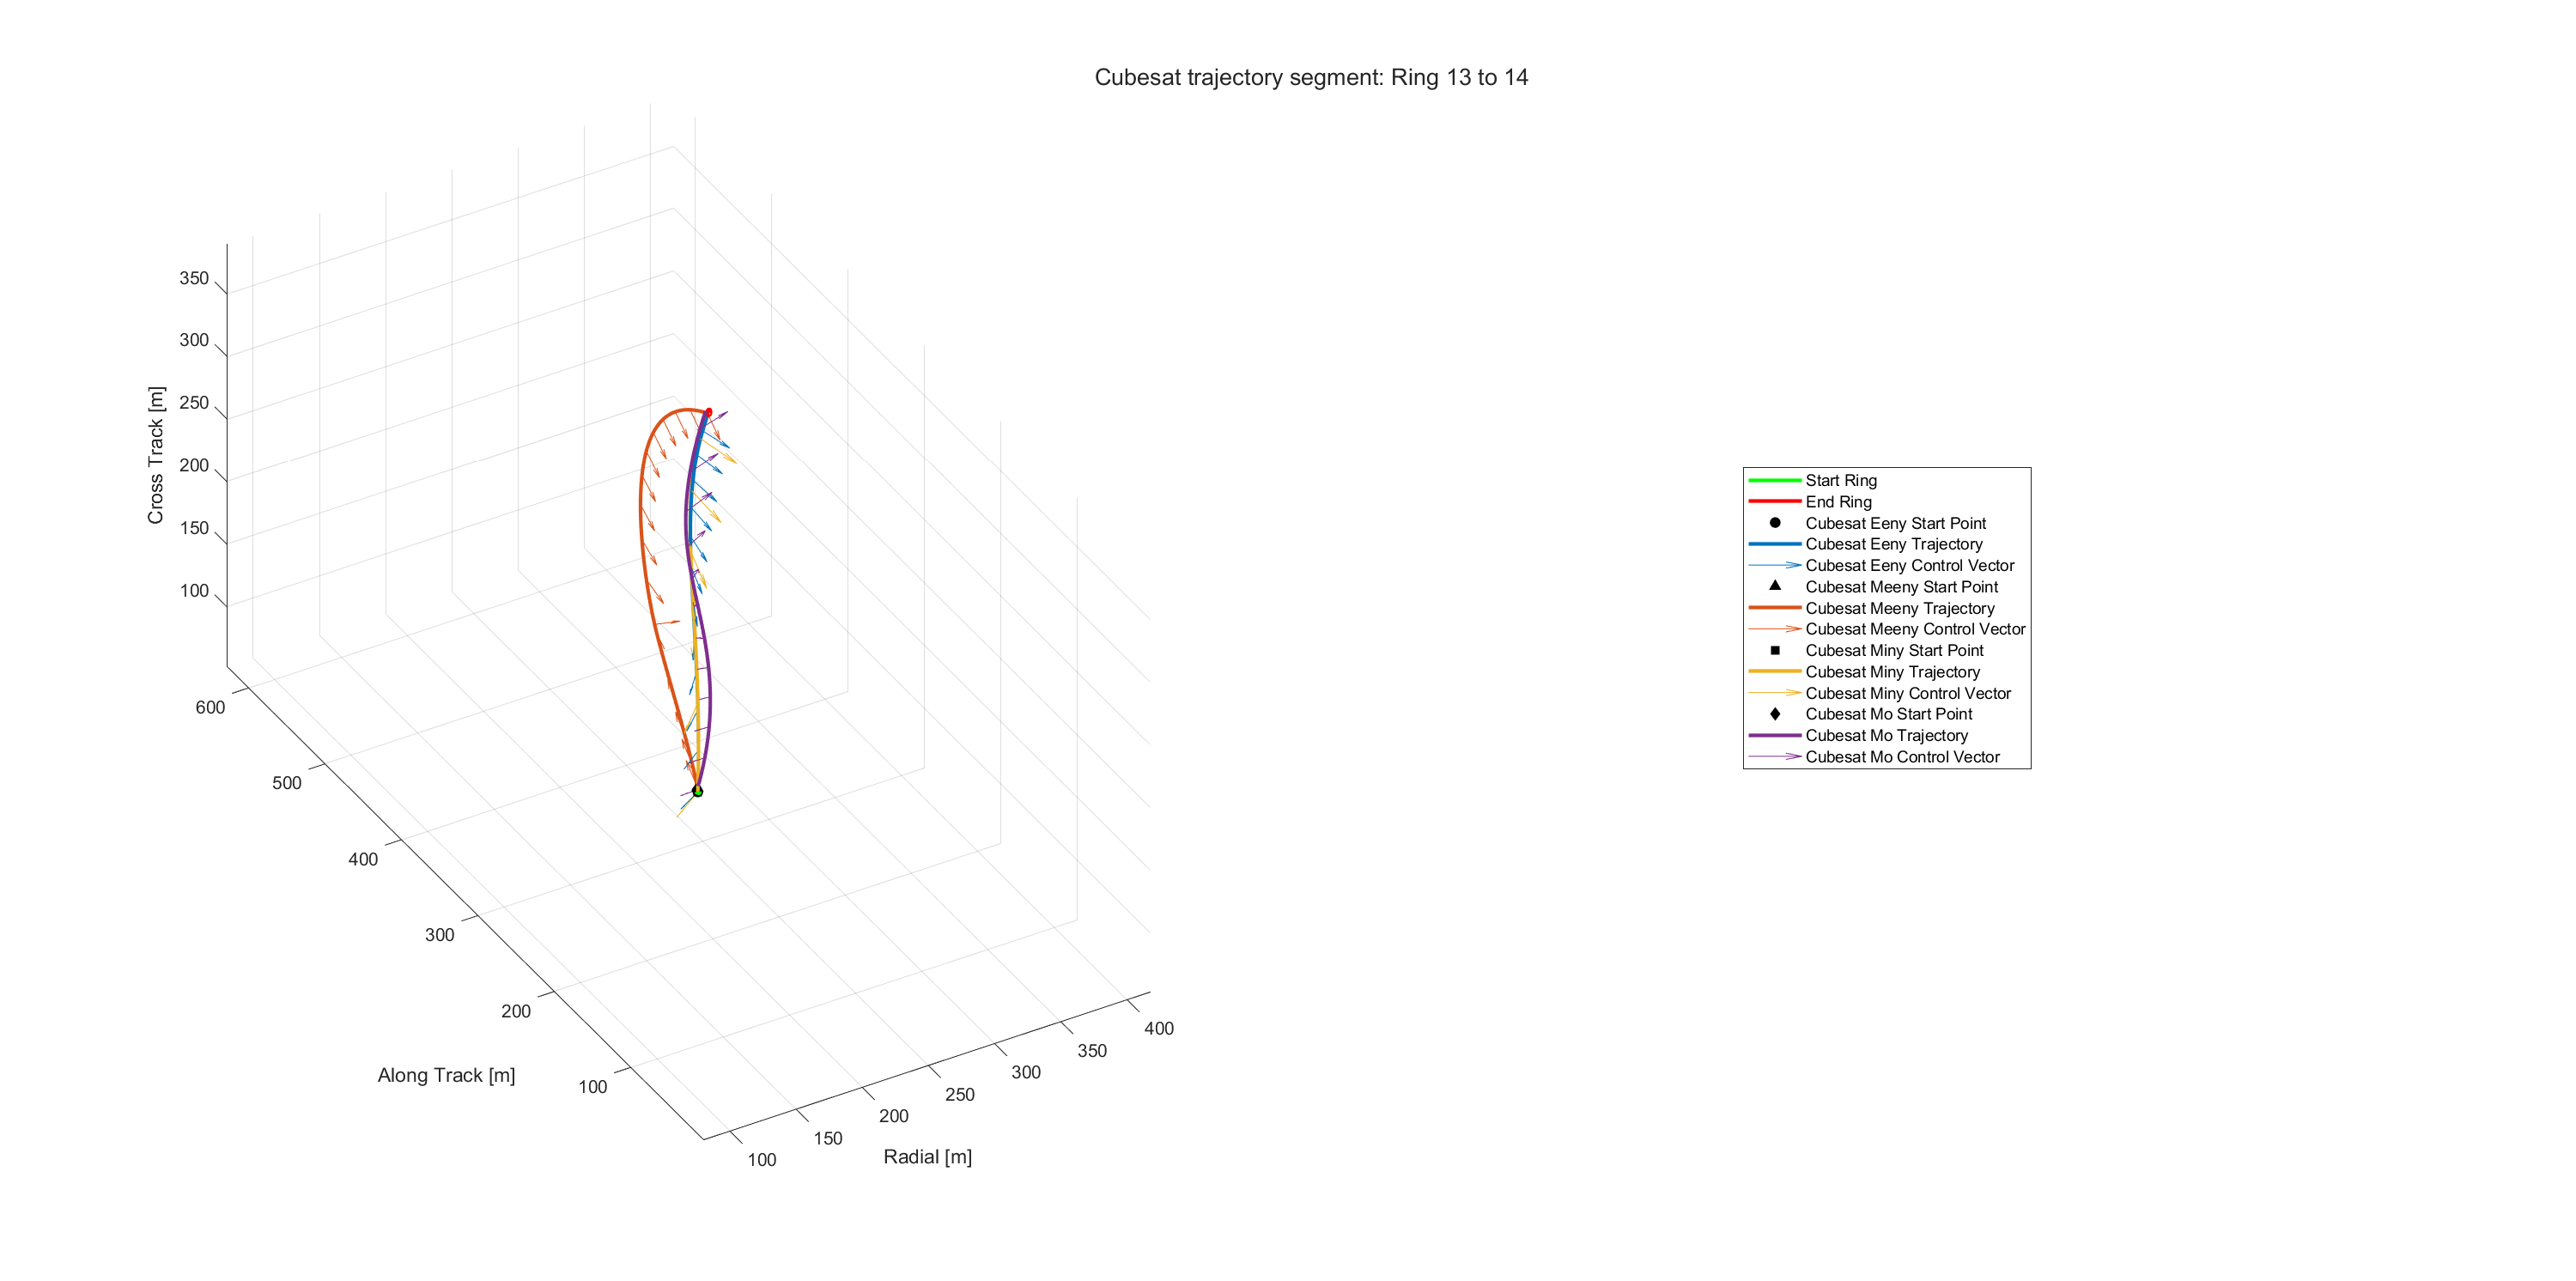 Cubesat trajectory segment: Ring 13 to 14
350
300
250
200
150
100
Cross Track [m]
600
500
400
300
200
100
Along Track [m]
100
150
200
250
300
350
400
Radial [m]
Start Ring
End Ring
Cubesat Eeny Start Point
Cubesat Eeny Trajectory
Cubesat Eeny Control Vector
Cubesat Meeny Start Point
Cubesat Meeny Trajectory
Cubesat Meeny Control Vector
Cubesat Miny Start Point
Cubesat Miny Trajectory
Cubesat Miny Control Vector
Cubesat Mo Start Point
Cubesat Mo Trajectory
Cubesat Mo Control Vector